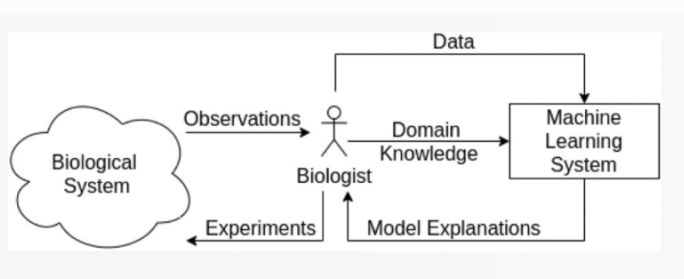 Data
Observations
Biological
System
Biologist
Domain
Knowledge
Machine
Learning
System
Experiments
Model Explanations